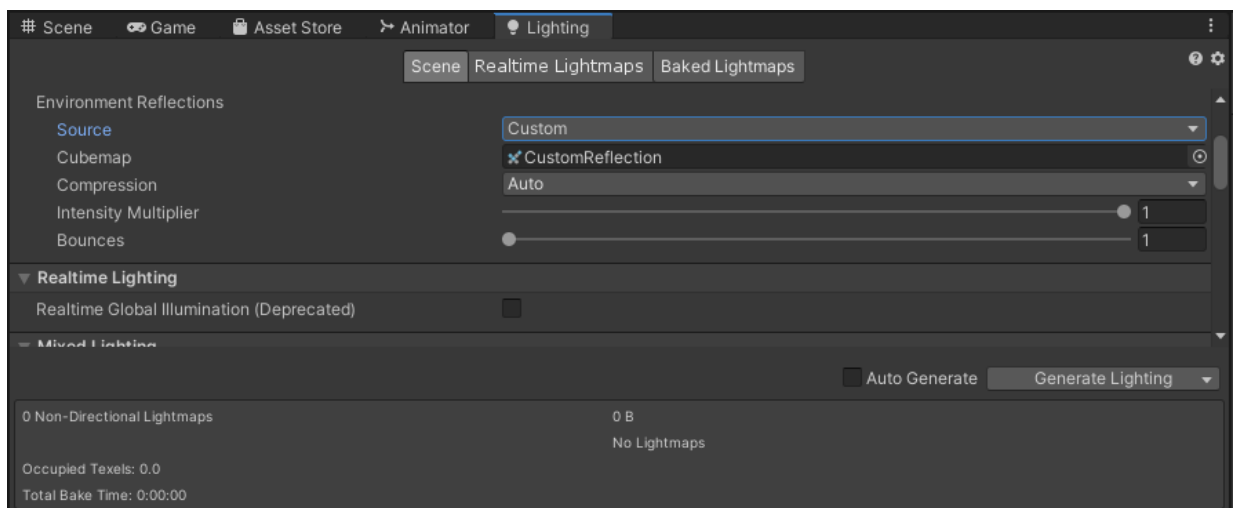 Scene Game Asset Store Animator Lighting
Scene Realtime Lightmaps Baked Lightmaps
Environment Reflections
Source Custom
Cubemap CustomReflection
Compression Auto
Intensity Multiplier 1
Bounces 1
Realtime Lighting
Realtime Global Illumination (Deprecated)
Mixed Lighting
Auto Generate Generate Lighting
0 Non-Directional Lightmaps 0 B
No Lightmaps
Occupied Texels: 0.0
Total Bake Time: 0:00:00